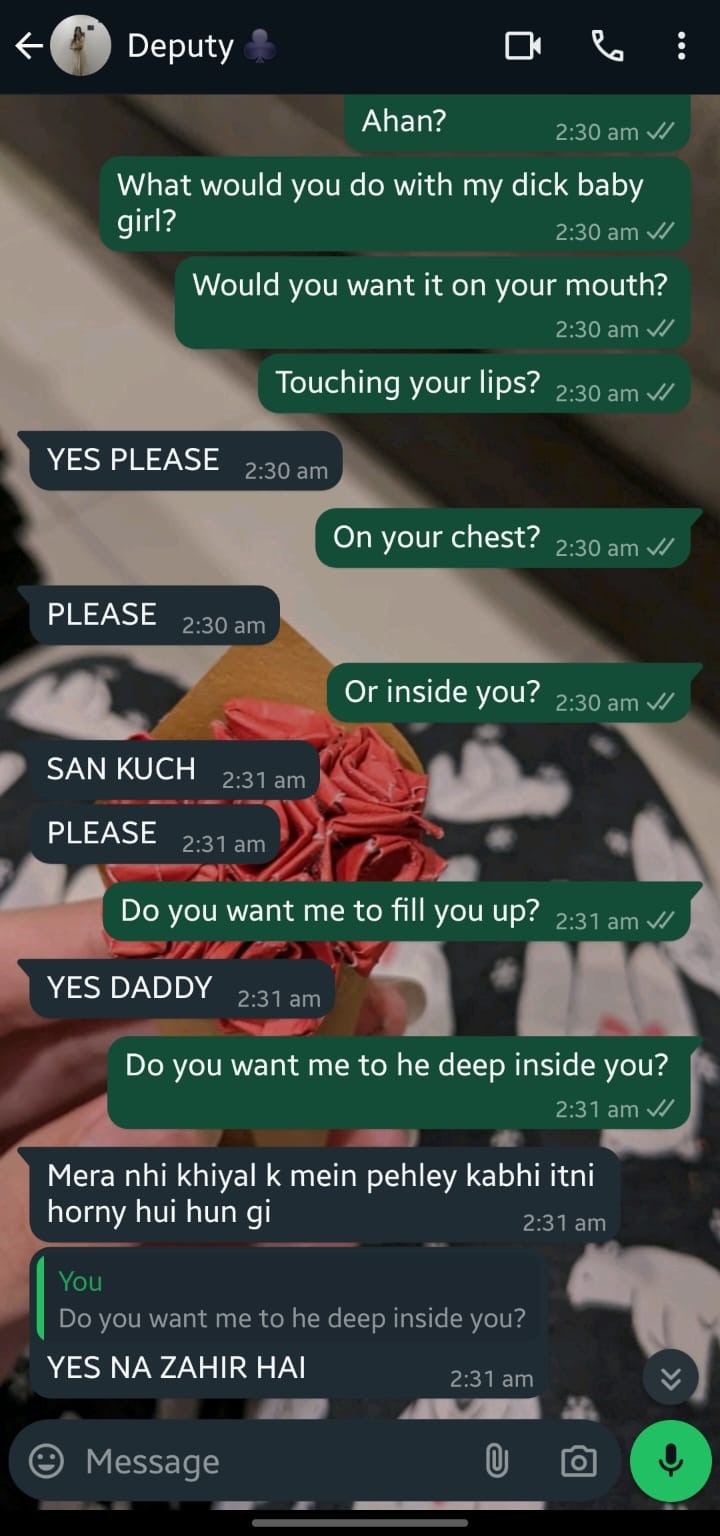 Deputy ♣️
Ahan?
2:30 am
What would you do with my dick baby
girl?
2:30 am
Would you want it on your mouth?
2:30 am
Touching your lips? 2:30 am
YES PLEASE 2:30 am
On your chest? 2:30 am
PLEASE 2:30 am
Or inside you? 2:30 am
SAN KUCH 2:31 am
PLEASE 2:31 am
Do you want me to fill you up? 2:31 am
YES DADDY 2:31 am
Do you want me to he deep inside you?
2:31 am
Mera nhi khiyal k mein pehley kabhi itni
horny hui hun gi
2:31 am
You
Do you want me to he deep inside you?
YES NA ZAHIR HAI 2:31 am
Message